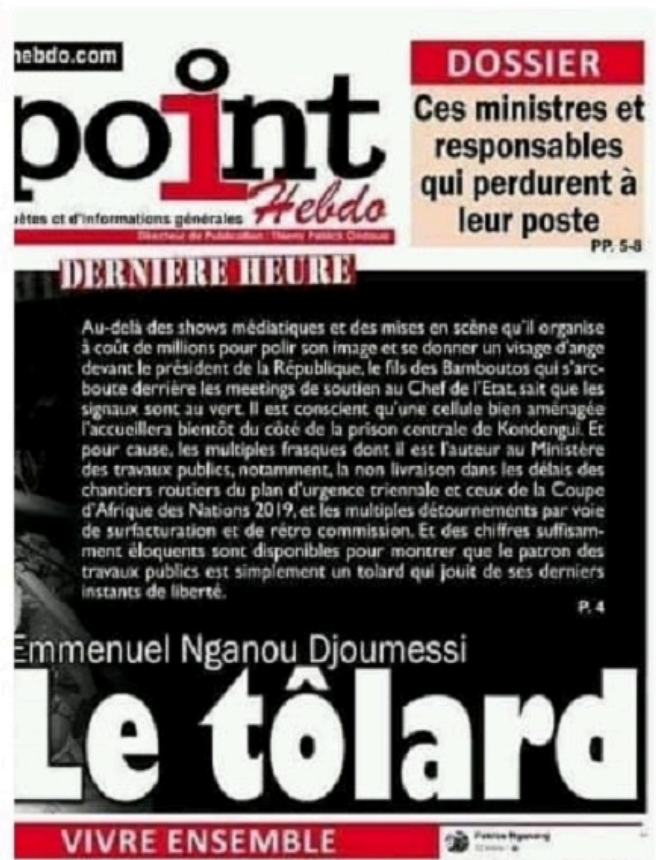 hebdo.com
point
Hebdo
êtes et d'informations générales
Directeur de Publication : Thierry Patrick Ondoua
DOSSIER
Ces ministres et
responsables
qui perdurent à
leur poste
PP. 5-8
DERNIERE HEURE
Au-delà des shows médiatiques et des mises en scène qu'il organise
à coût de millions pour polir son image et se donner un visage d'ange
devant le président de la République, le fils des Bamboutos qui s'arc-
boute derrière les meetings de soutien au Chef de l'Etat, sait que les
signaux sont au vert. Il est conscient qu'une cellule bien aménagée
l'accueillera bientôt du côté de la prison centrale de Kondengui. Et
pour cause, les multiples frasques dont il est l'auteur au Ministère
des travaux publics, notamment, la non livraison dans les délais des
chantiers routiers du plan d'urgence triennale et ceux de la Coupe
d'Afrique des Nations 2019, et les multiples détournements par voie
de surfacturation et de rétro commission. Et des chiffres suffisam-
ment éloquents sont disponibles pour montrer que le patron des
travaux publics est simplement un tolard qui jouit de ses derniers
instants de liberté.
P. 4
Emmenuel Nganou Djoumessi
Le tôlard
VIVRE ENSEMBLE
Patrice Nganang